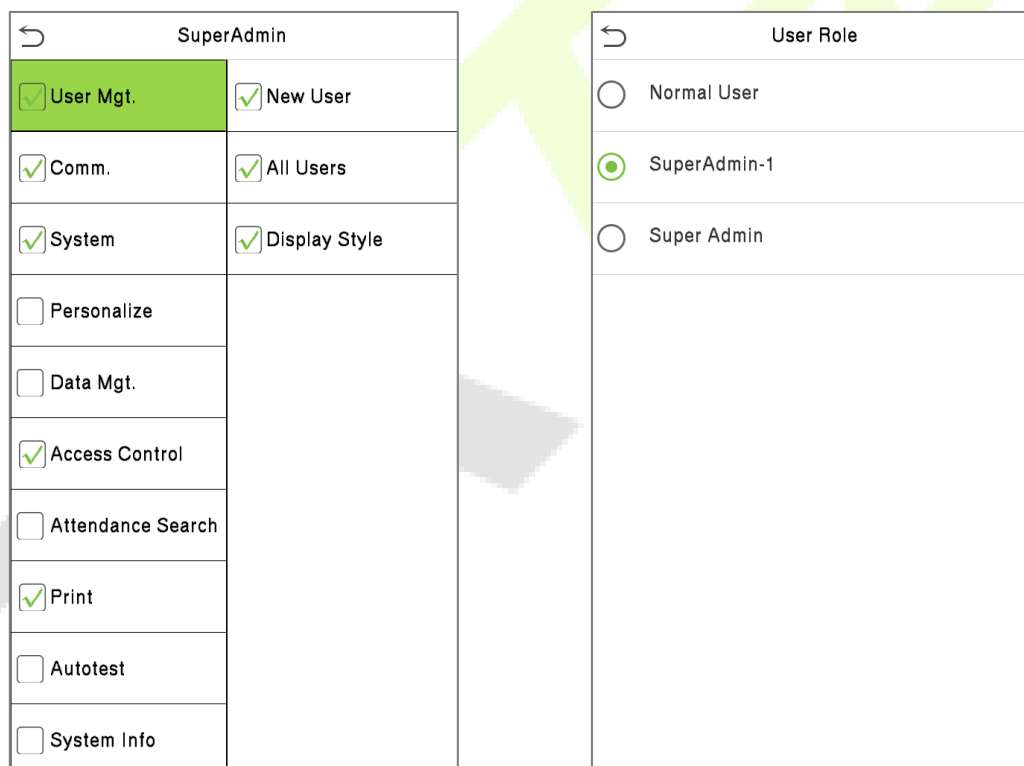 SuperAdmin
User Mgt.
New User
Comm.
All Users
System
Display Style
Personalize
Data Mgt.
Access Control
Attendance Search
Print
Autotest
System Info
User Role
Normal User
SuperAdmin-1
Super Admin